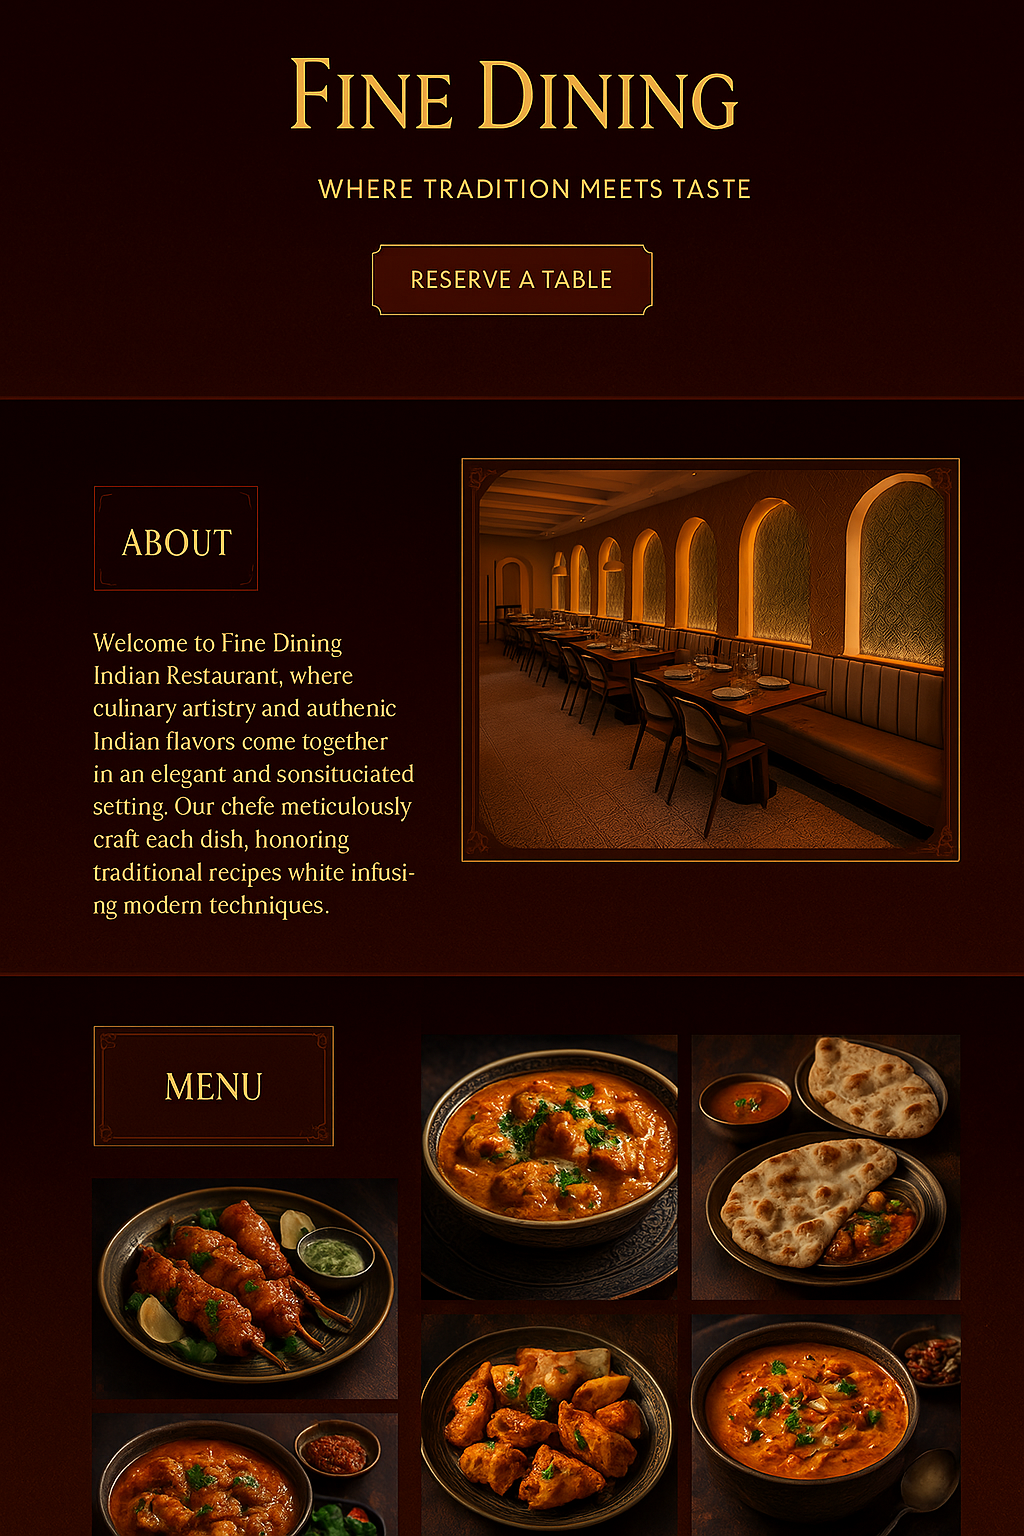 FINE DINING
WHERE TRADITION MEETS TASTE
RESERVE A TABLE
ABOUT
Welcome to Fine Dining
Indian Restaurant, where
culinary artistry and authenic
Indian flavors come together
in an elegant and sonsituciated
setting. Our chefe meticulously
craft each dish, honoring
traditional recipes white infusi-
ng modern techniques.
MENU